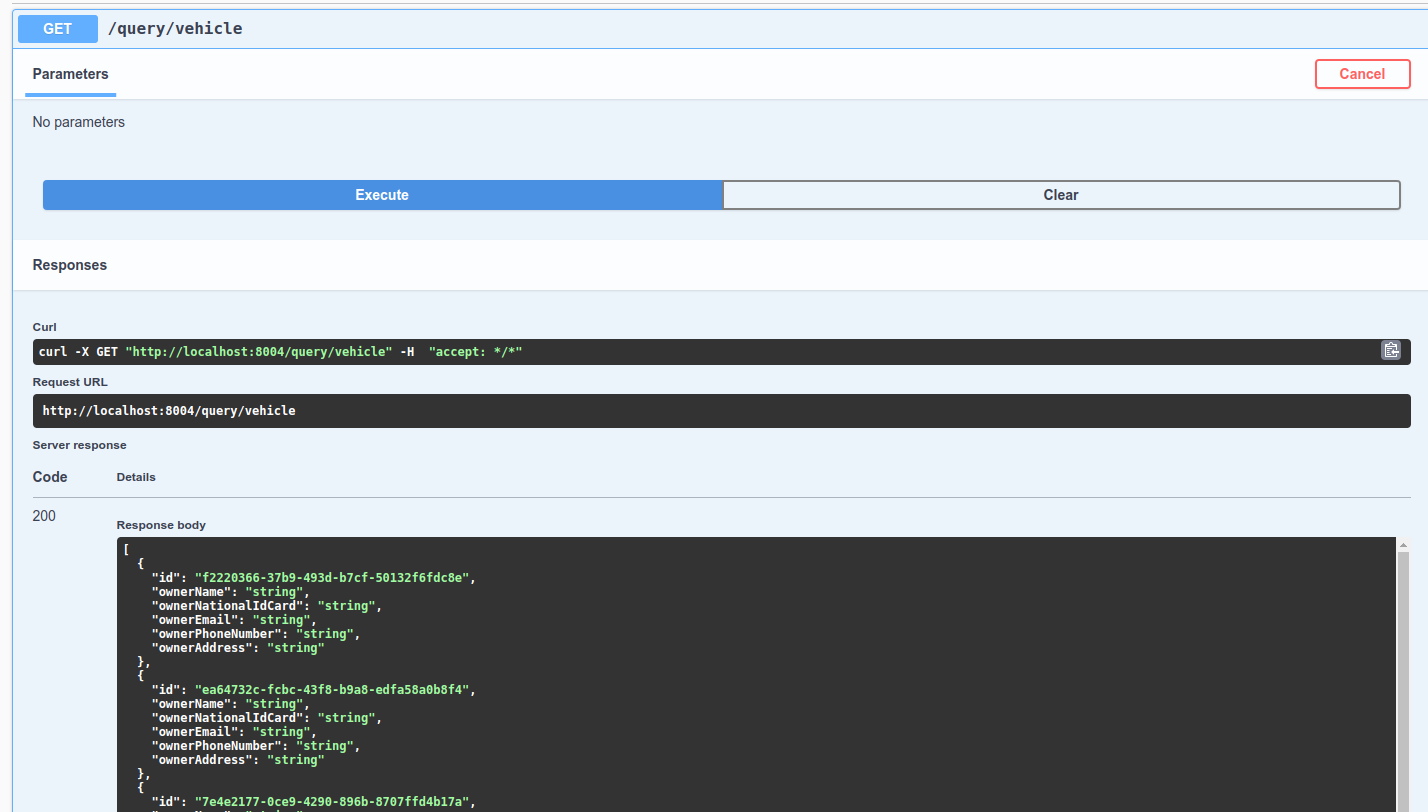 GET /query/vehicle
Parameters
Cancel
No parameters
Execute
Clear
Responses
Curl
curl -X GET "http://localhost:8004/query/vehicle" -H  "accept: */*"
Request URL
http://localhost:8004/query/vehicle
Server response
Code Details
200
Response body
[
  {
    "id": "f2220366-37b9-493d-b7cf-50132f6fdc8e",
    "ownerName": "string",
    "ownerNationalIdCard": "string",
    "ownerEmail": "string",
    "ownerPhoneNumber": "string",
    "ownerAddress": "string"
  },
  {
    "id": "ea64732c-fcbc-43f8-b9a8-edfa58a0b8f4",
    "ownerName": "string",
    "ownerNationalIdCard": "string",
    "ownerEmail": "string",
    "ownerPhoneNumber": "string",
    "ownerAddress": "string"
  },
  {
    "id": "7e4e2177-0ce9-4290-896b-8707ffd4b17a",